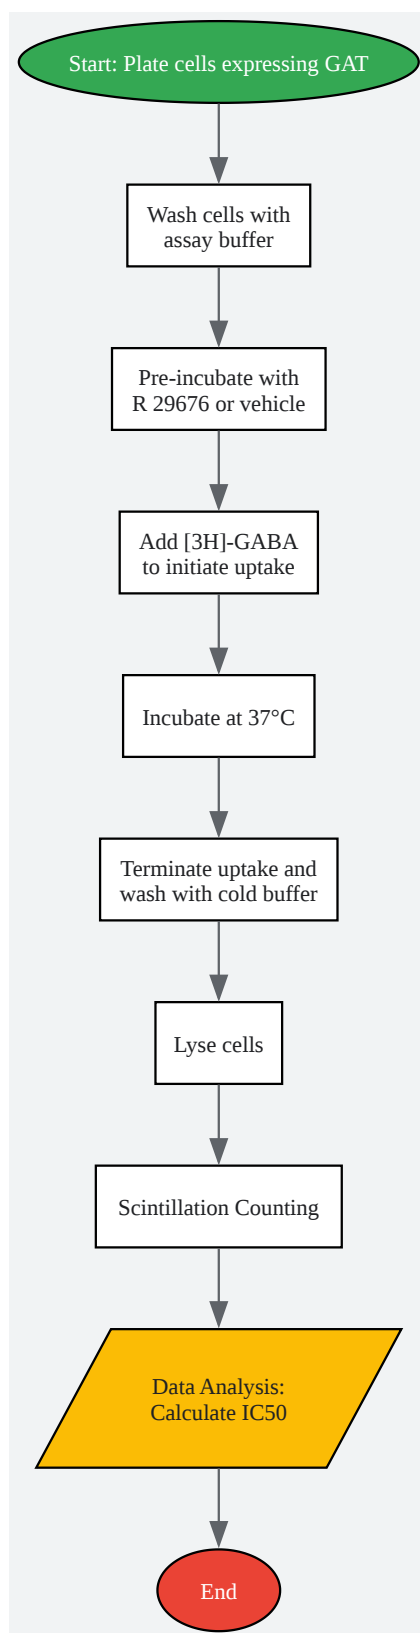 Start: Plate cells expressing GAT
Wash cells with
assay buffer
Pre-incubate with
R 29676 or vehicle
Add [3H]-GABA
to initiate uptake
Incubate at 37°C
Terminate uptake and
wash with cold buffer
Lyse cells
Scintillation Counting
Data Analysis:
Calculate IC50
End